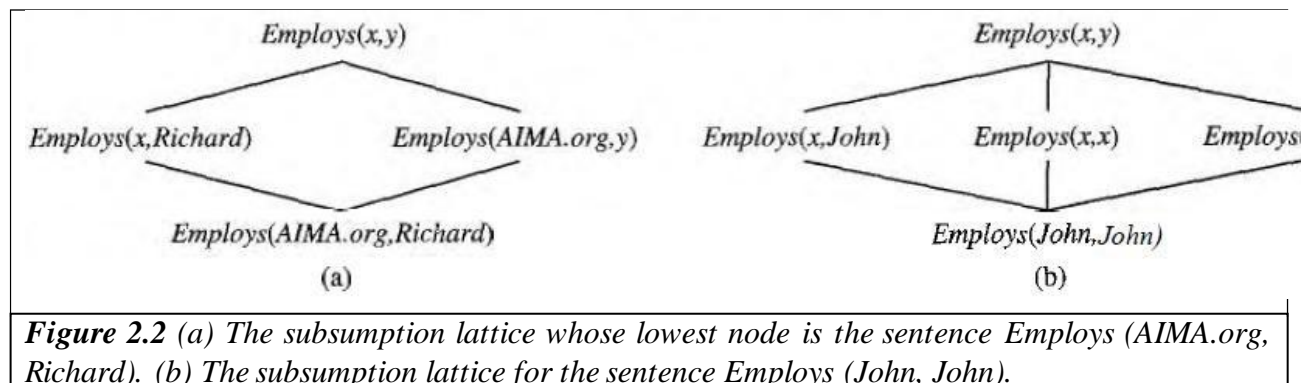 Employs(x,y) Employs(x,y)
Employs(x,Richard) Employs(AIMA.org,y) Employs(x,John) Employs(x,x) Employs(
Employs(AIMA.org,Richard) Employs(John,John)
(a) (b)
Figure 2.2 (a) The subsumption lattice whose lowest node is the sentence Employs (AIMA.org,
Richard). (b) The subsumption lattice for the sentence Employs (John, John).